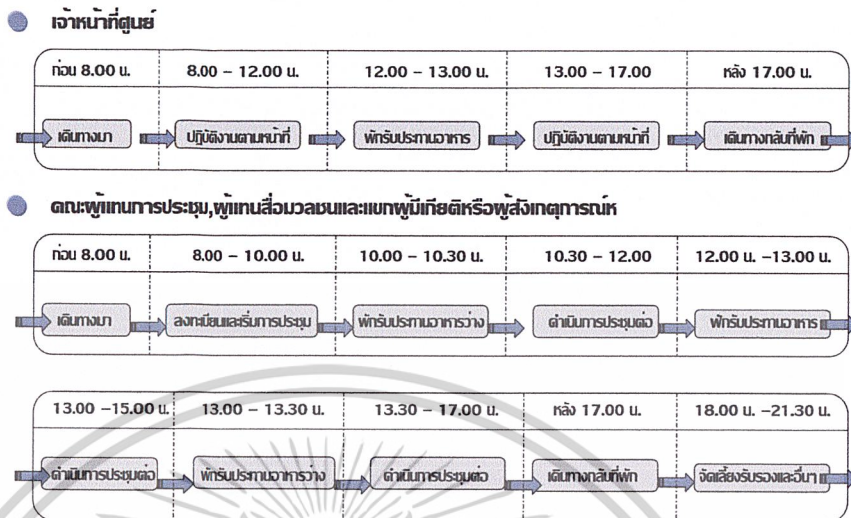 เจ้าหน้าที่ศูนย์
ก่อน 8.00 น. 8.00 – 12.00 น. 12.00 – 13.00 น. 13.00 – 17.00 หลัง 17.00 น.
เดินทางมา ปฏิบัติงานตามหน้าที่ พักรับประทานอาหาร ปฏิบัติงานตามหน้าที่ เดินทางกลับที่พัก
คณะผู้แทนการประชุม,ผู้แทนสื่อมวลชนและแขกผู้มีเกียติหรือผู้สังเกตุการณ์ห
ก่อน 8.00 น. 8.00 – 10.00 น. 10.00 – 10.30 น. 10.30 – 12.00 12.00 น. –13.00 น.
เดินทางมา ลงทะเบียนและเริ่มการประชุม พักรับประทานอาหารว่าง ดำเนินการประชุมต่อ พักรับประทานอาหาร
13.00 –15.00 น. 13.00 – 13.30 น. 13.30 – 17.00 น. หลัง 17.00 น. 18.00 น. –21.30 น.
ดำเนินการประชุมต่อ พักรับประทานอาหารว่าง ดำเนินการประชุมต่อ เดินทางกลับที่พัก จัดเลี้ยงรับรองและอื่นๆ